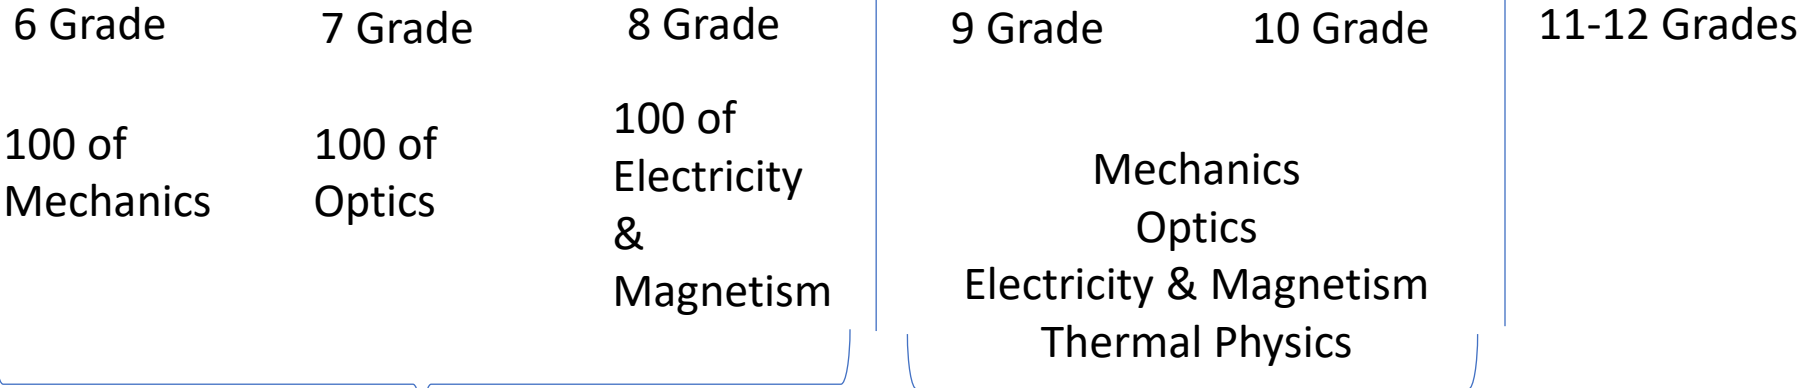 6 Grade
7 Grade
8 Grade
9 Grade
10 Grade
11-12 Grades
100 of
Mechanics
100 of
Optics
100 of
Electricity
&
Magnetism
Mechanics
Optics
Electricity & Magnetism
Thermal Physics